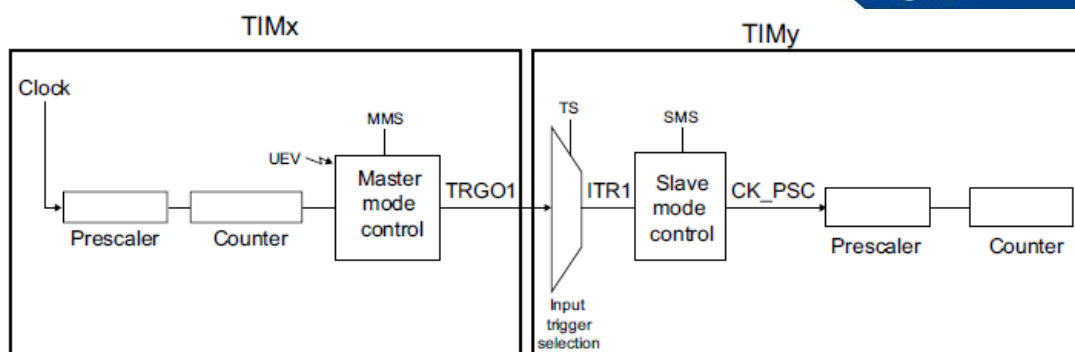 TIMx
TIMy
Clock
MMS
UEV
Master
mode
control
TRGO1
Prescaler
Counter
TS
SMS
ITR1
Slave
mode
control
CK_PSC
Prescaler
Counter
Input
trigger
selection